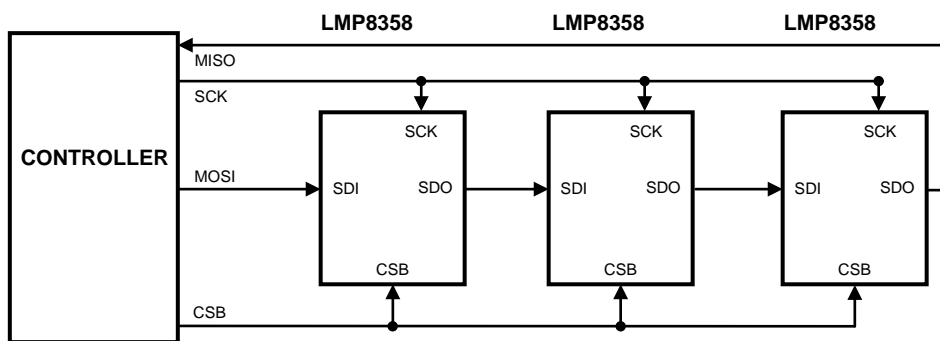 LMP8358 LMP8358 LMP8358
MISO
SCK
SCK SCK SCK
CONTROLLER
MOSI SDI SDO SDI SDO SDI SDO
CSB CSB CSB
CSB